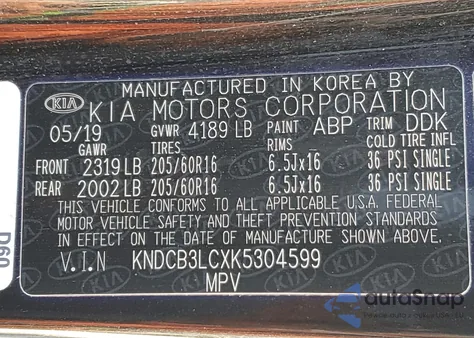 MANUFACTURED IN KOREA BY
KIA KIA MOTORS CORPORATION
05/19 GVWR 4189 LB PAINT ABP TRIM DDK
GAWR TIRES RIMS COLD TIRE INFL
FRONT 2319 LB 205/60R16 6.5Jx16 36 PSI SINGLE
REAR 2002 LB 205/60R16 6.5Jx16 36 PSI SINGLE
THIS VEHICLE CONFORMS TO ALL APPLICABLE U.S.A. FEDERAL
MOTOR VEHICLE SAFETY AND THEFT PREVENTION STANDARDS
IN EFFECT ON THE DATE OF MANUFACTURE SHOWN ABOVE.
V.I.N KNDCB3LCXK5304599
MPV
D60
autoSnap